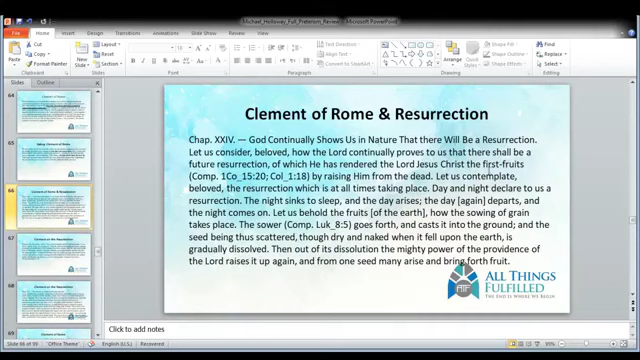 Michael_Holloway_Full_Preterism_Review - Microsoft PowerPoint
File Home Insert Design Transitions Animations Slide Show Review View
Cut
Copy
Format Painter
Clipboard
New
Slide
Layout
Reset
Section
Slides
Font
Paragraph
Text Direction
Align Text
Convert to SmartArt
Arrange
Quick
Styles
Shape Fill
Shape Outline
Shape Effects
Drawing
Find
Replace
Select
Editing
Slides Outline
64
65
66
67
68
69
Clement of Rome & Resurrection
Chap. XXIV. — God Continually Shows Us in Nature That there Will Be a Resurrection.
Let us consider, beloved, how the Lord continually proves to us that there shall be a
future resurrection, of which He has rendered the Lord Jesus Christ the first-fruits
(Comp. 1Co_15:20; Col_1:18) by raising Him from the dead. Let us contemplate,
beloved, the resurrection which is at all times taking place. Day and night declare to us a
resurrection. The night sinks to sleep, and the day arises; the day [again] departs, and
the night comes on. Let us behold the fruits [of the earth], how the sowing of grain
takes place. The sower (Comp. Luk_8:5) goes forth, and casts it into the ground; and the
seed being thus scattered, though dry and naked when it fell upon the earth, is
gradually dissolved. Then out of its dissolution the mighty power of the providence of
the Lord raises it up again, and from one seed many arise and bring forth fruit.
ATF
ALL THINGS
FULFILLED
THE END IS WHERE WE BEGIN
Click to add notes
Slide 66 of 99 "Office Theme" English (U.S.) Recovered 99%